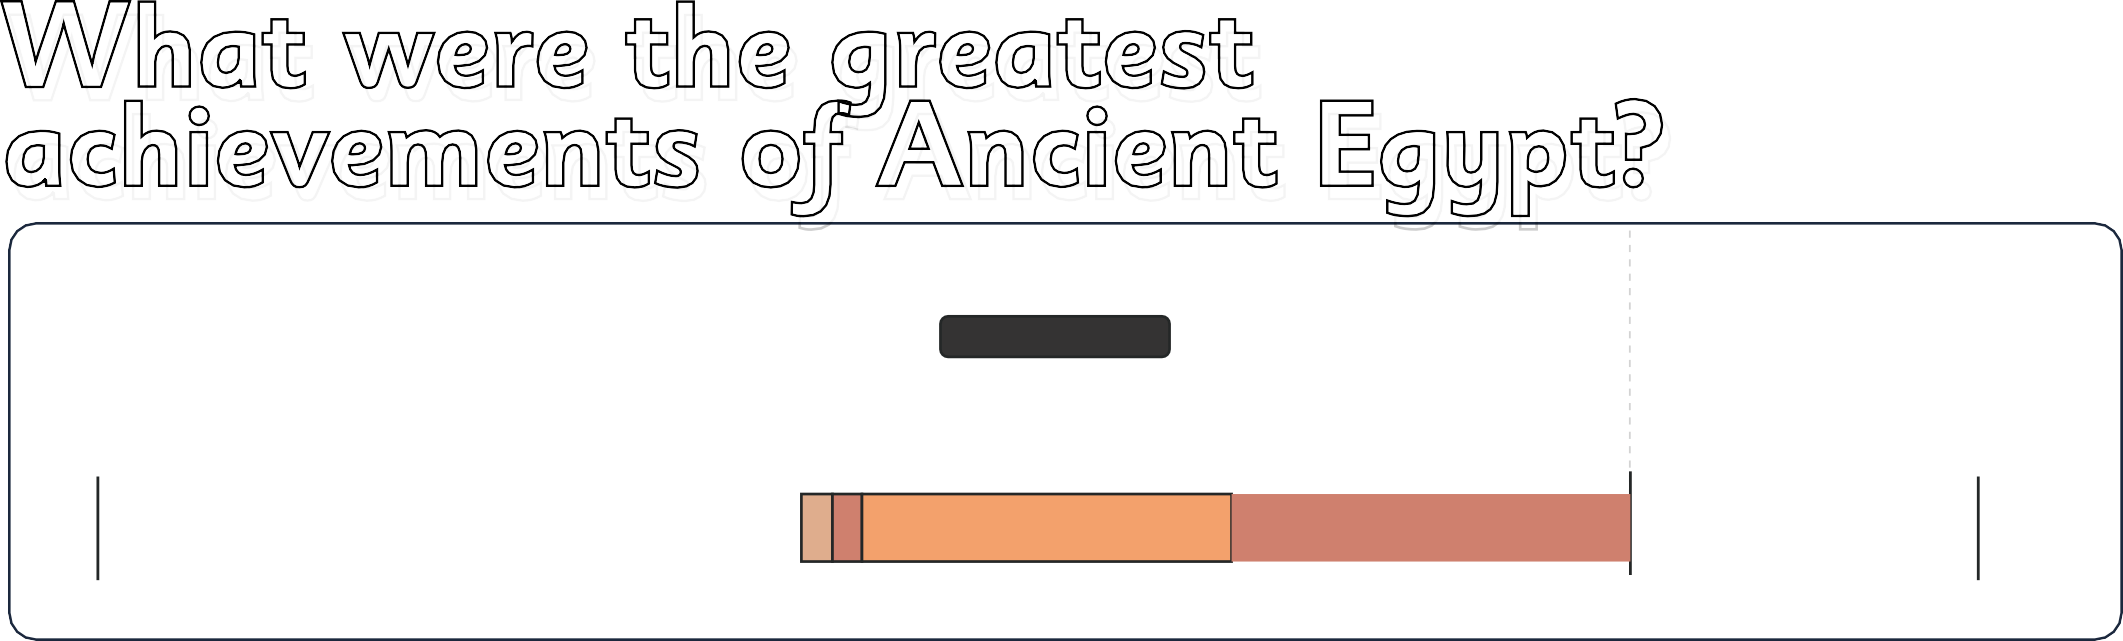 What were the greatest
achievements of Ancient Egypt?